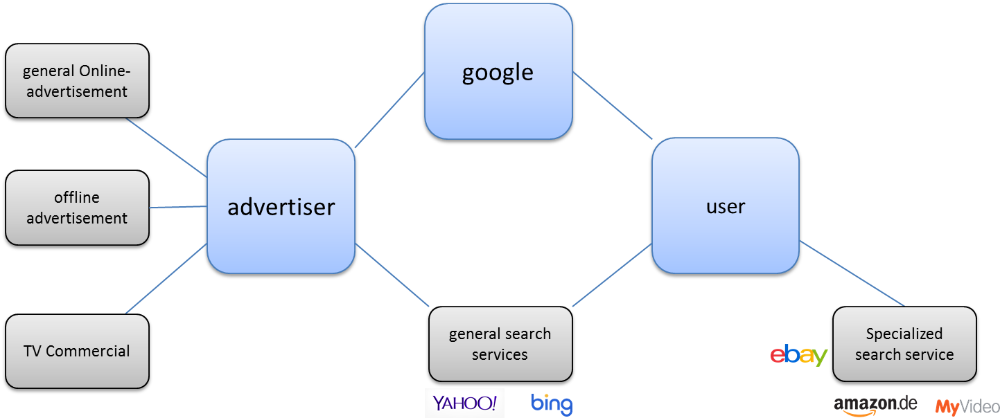 google
general Online-
advertisement
advertiser
user
offline
advertisement
TV Commercial
general search
services
Specialized
search service
ebay
YAHOO!
bing
amazon.de
MyVideo